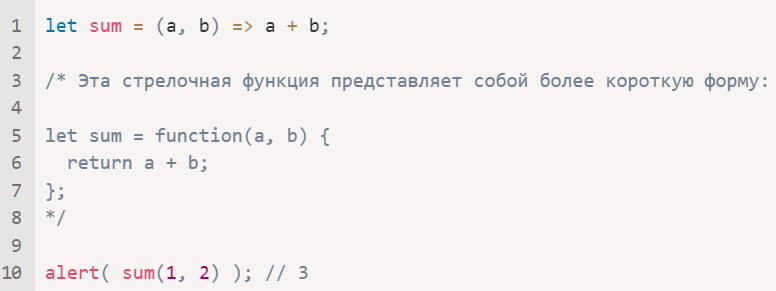 1 let sum = (a, b) => a + b;
2
3 /* Эта стрелочная функция представляет собой более короткую форму:
4
5 let sum = function(a, b) {
6   return a + b;
7 };
8 */
9
10 alert( sum(1, 2) ); // 3